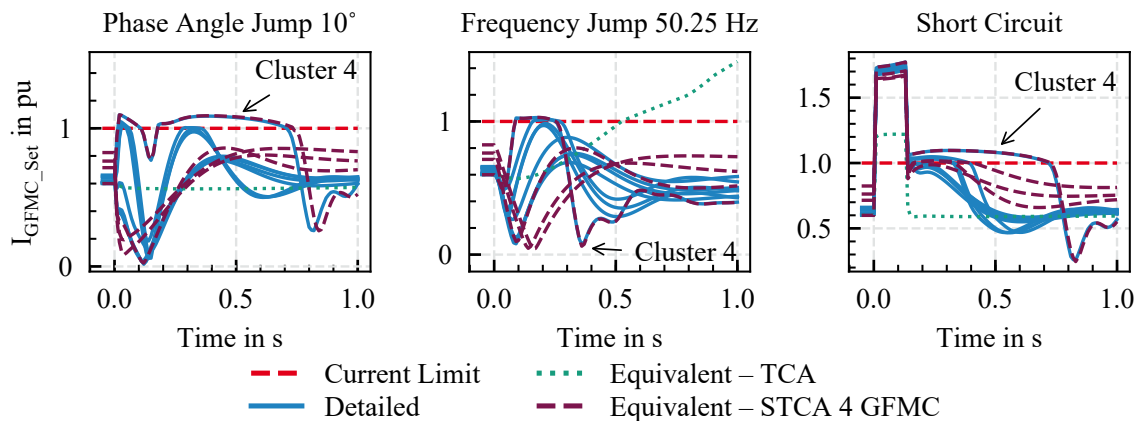 Phase Angle Jump 10°
Frequency Jump 50.25 Hz
Short Circuit
I_GFMC_Set in pu
1
0
Cluster 4
0.0 0.5 1.0
Time in s
1
0
Cluster 4
0.0 0.5 1.0
Time in s
1.5
1.0
0.5
Cluster 4
0.0 0.5 1.0
Time in s
Current Limit
Detailed
Equivalent – TCA
Equivalent – STCA 4 GFMC